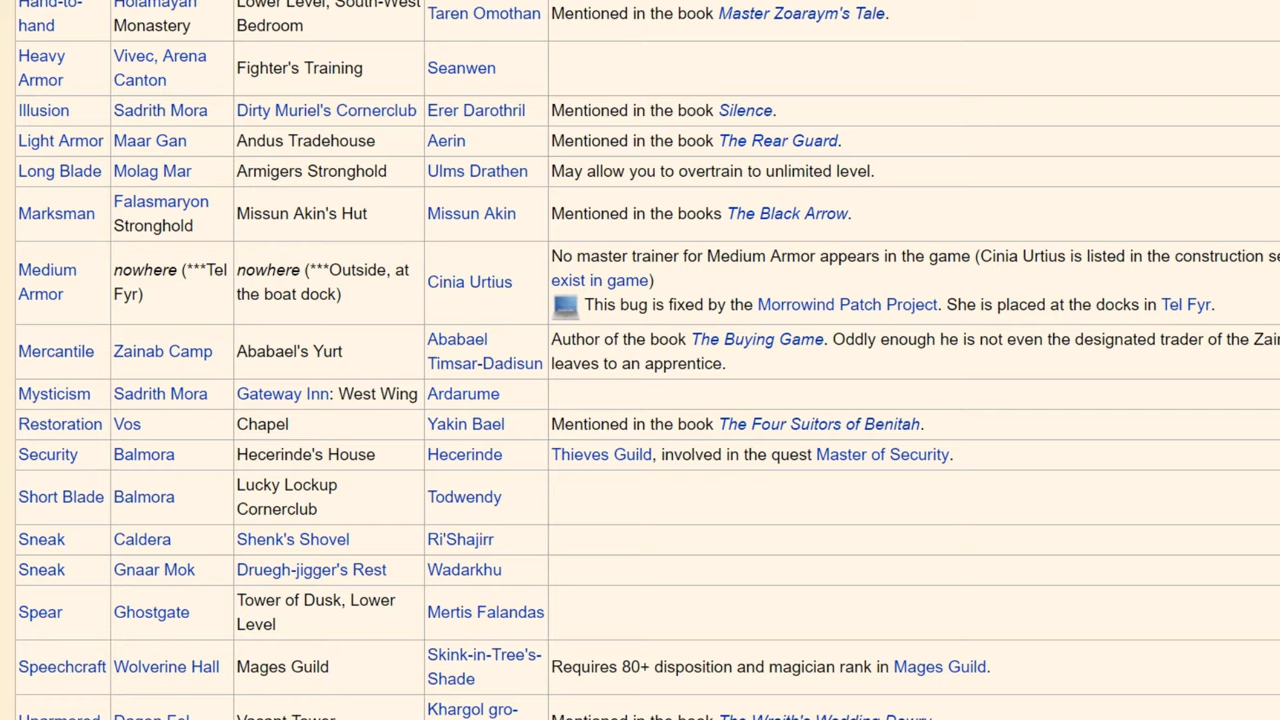 Hand-to- Holamayan Lower Level, South-West
hand Monastery Bedroom Taren Omothan Mentioned in the book Master Zoaraym's Tale.
Heavy Vivec, Arena
Armor Canton Fighter's Training Seanwen
Illusion Sadrith Mora Dirty Muriel's Cornerclub Erer Darothril Mentioned in the book Silence.
Light Armor Maar Gan Andus Tradehouse Aerin Mentioned in the book The Rear Guard.
Long Blade Molag Mar Armigers Stronghold Ulms Drathen May allow you to overtrain to unlimited level.
Marksman Falasmaryon
Stronghold Missun Akin's Hut Missun Akin Mentioned in the books The Black Arrow.
Medium
Armor nowhere (***Tel
Fyr) nowhere (***Outside, at
the boat dock) Cinia Urtius No master trainer for Medium Armor appears in the game (Cinia Urtius is listed in the construction se
exist in game)
This bug is fixed by the Morrowind Patch Project. She is placed at the docks in Tel Fyr.
Mercantile Zainab Camp Ababael's Yurt Ababael
Timsar-Dadisun Author of the book The Buying Game. Oddly enough he is not even the designated trader of the Zai
leaves to an apprentice.
Mysticism Sadrith Mora Gateway Inn: West Wing Ardarume
Restoration Vos Chapel Yakin Bael Mentioned in the book The Four Suitors of Benitah.
Security Balmora Hecerinde's House Hecerinde Thieves Guild, involved in the quest Master of Security.
Short Blade Balmora Lucky Lockup
Cornerclub Todwendy
Sneak Caldera Shenk's Shovel Ri'Shajirr
Sneak Gnaar Mok Druegh-jigger's Rest Wadarkhu
Spear Ghostgate Tower of Dusk, Lower
Level Mertis Falandas
Speechcraft Wolverine Hall Mages Guild Skink-in-Tree's-
Shade Requires 80+ disposition and magician rank in Mages Guild.
Unarmored Dagon Fel Vacant Tower Khargol gro- Mentioned in the book The Wraith's Wedding Dowry.